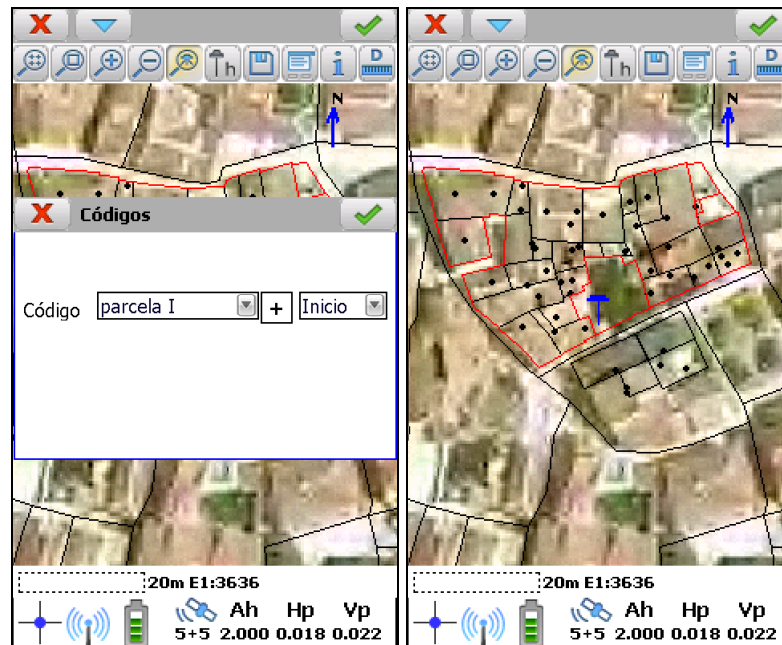 h
i
D
N
Códigos
Código parcela I + Inicio
20m E1:3636
Ah Hp Vp
5+5 2.000 0.018 0.022
h
i
D
N
20m E1:3636
Ah Hp Vp
5+5 2.000 0.018 0.022